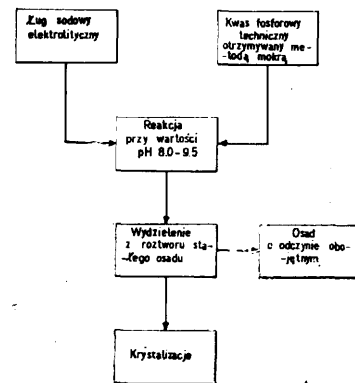 Ług sodowy
elektrolityczny
Kwas fosforowy
techniczny
otrzymywany me-
-todą mokrą
Reakcja
przy wartości
pH 8.0-9.5
Wydzielenie
z roztworu sta-
-łego osadu
Osad
o odczynie obo-
-jętnym
Krystalizacje